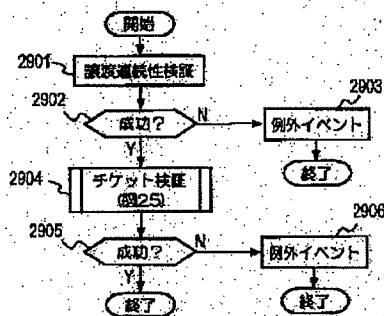 開始
2901
譲渡連続性検証
2902
成功?
N
2903
例外イベント
終了
Y
2904
チケット検証
(図25)
2905
成功?
N
2906
例外イベント
Y
終了
終了